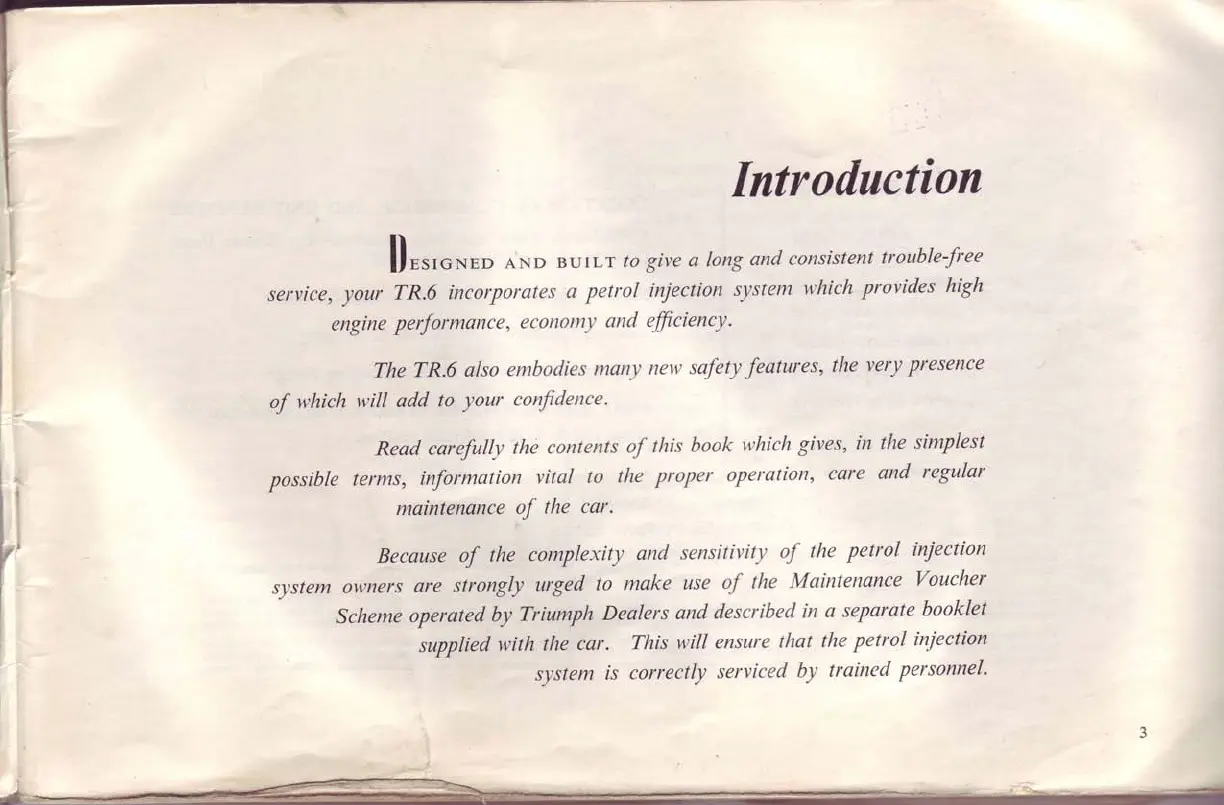 Introduction
DESIGNED AND BUILT to give a long and consistent trouble-free
service, your TR.6 incorporates a petrol injection system which provides high
engine performance, economy and efficiency.
The TR.6 also embodies many new safety features, the very presence
of which will add to your confidence.
Read carefully the contents of this book which gives, in the simplest
possible terms, information vital to the proper operation, care and regular
maintenance of the car.
Because of the complexity and sensitivity of the petrol injection
system owners are strongly urged to make use of the Maintenance Voucher
Scheme operated by Triumph Dealers and described in a separate booklet
supplied with the car. This will ensure that the petrol injection
system is correctly serviced by trained personnel.
3